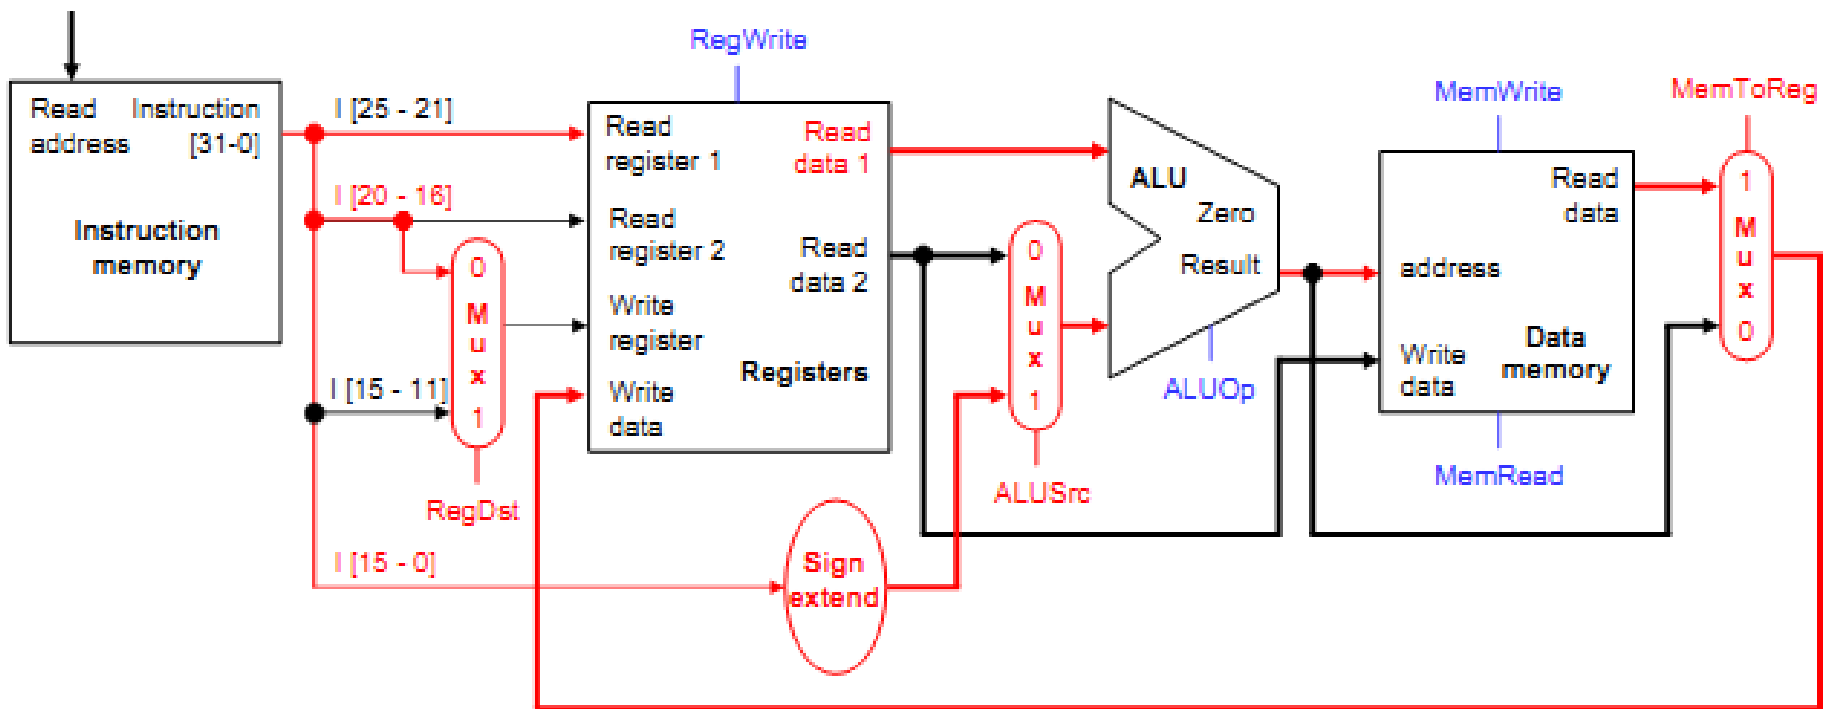 RegWrite
MemWrite
MemToReg
Read address
Instruction [31-0]
Instruction memory
I [25 - 21]
I [20 - 16]
I [15 - 11]
I [15 - 0]
0
M
u
x
1
RegDst
Read register 1
Read register 2
Write register
Write data
Read data 1
Read data 2
Registers
Sign extend
0
M
u
x
1
ALUSrc
ALU
Zero
Result
ALUOp
address
Write data
Read data
Data memory
MemRead
1
M
u
x
0